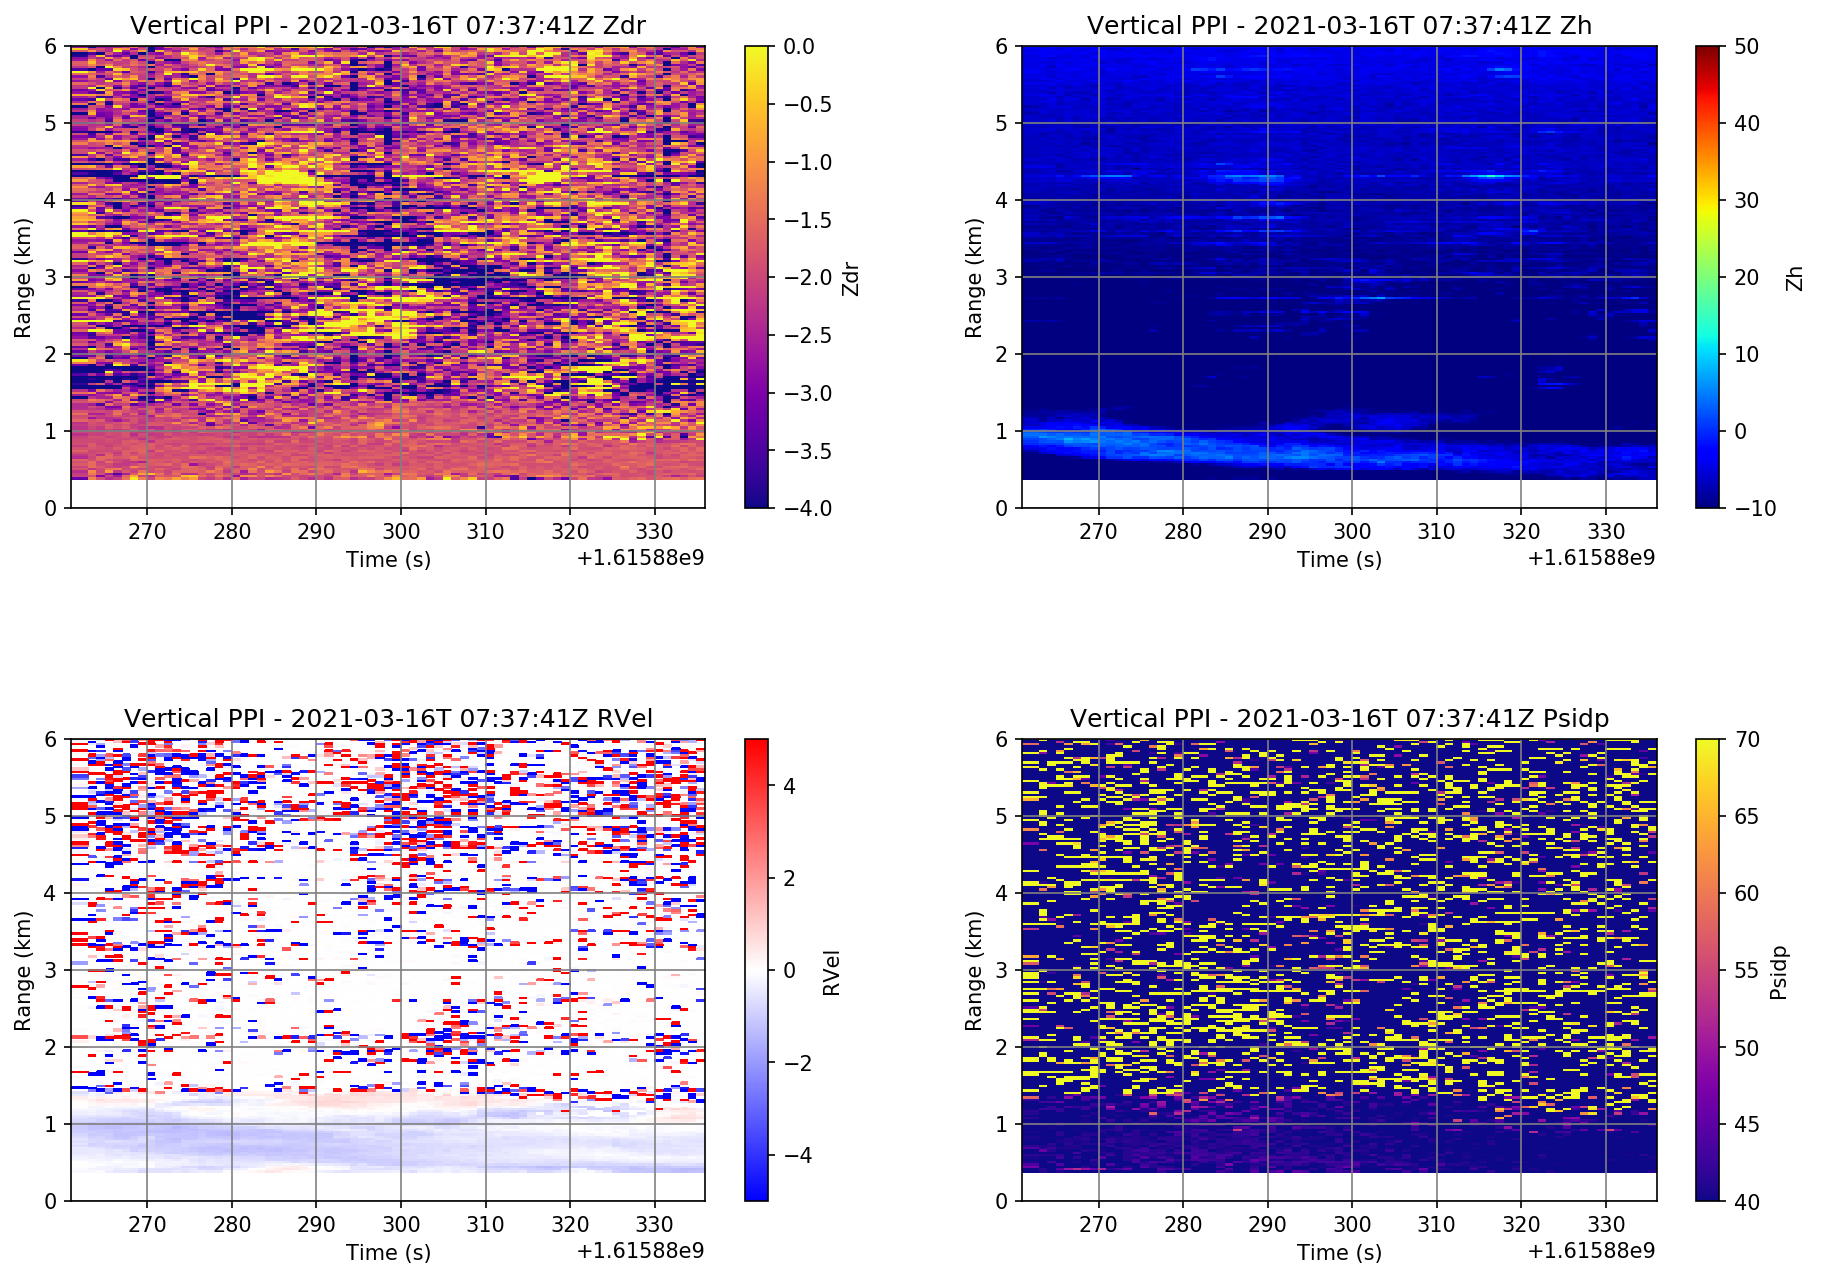 Vertical PPI - 2021-03-16T 07:37:41Z Zdr
6
5
4
3
2
1
0
Range (km)
270 280 290 300 310 320 330
Time (s)
+1.61588e9
0.0
−0.5
−1.0
−1.5
−2.0
−2.5
−3.0
−3.5
−4.0
Zdr
Vertical PPI - 2021-03-16T 07:37:41Z Zh
6
5
4
3
2
1
0
Range (km)
270 280 290 300 310 320 330
Time (s)
+1.61588e9
50
40
30
20
10
0
−10
Zh
Vertical PPI - 2021-03-16T 07:37:41Z RVel
6
5
4
3
2
1
0
Range (km)
270 280 290 300 310 320 330
Time (s)
+1.61588e9
4
2
0
−2
−4
RVel
Vertical PPI - 2021-03-16T 07:37:41Z Psidp
6
5
4
3
2
1
0
Range (km)
270 280 290 300 310 320 330
Time (s)
+1.61588e9
70
65
60
55
50
45
40
Psidp